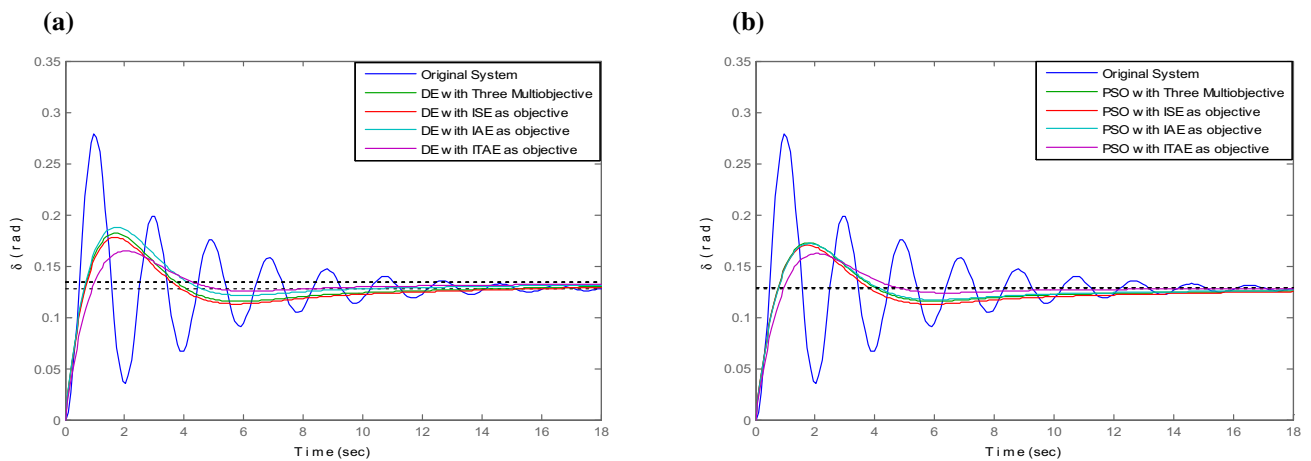 (a)
0.35
0.3
0.25
0.2
0.15
0.1
0.05
0
δ (rad)
0 2 4 6 8 10 12 14 16 18
Time (sec)
Original System
DE with Three Multiobjective
DE with ISE as objective
DE with IAE as objective
DE with ITAE as objective
(b)
0.35
0.3
0.25
0.2
0.15
0.1
0.05
0
δ (rad)
0 2 4 6 8 10 12 14 16 18
Time (sec)
Original System
PSO with Three Multiobjective
PSO with ISE as objective
PSO with IAE as objective
PSO with ITAE as objective